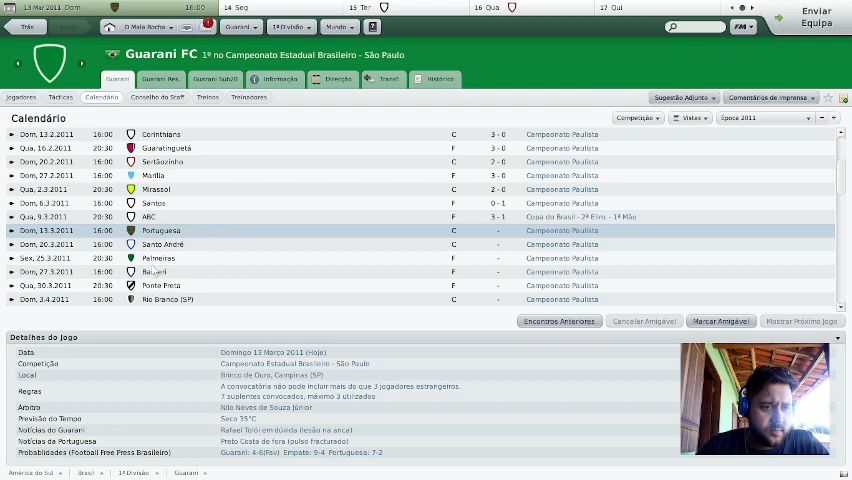 13 Mar 2011 Dom 16:00 14 Seg 15 Ter 16 Qua 17 Qui
Trás D Maia Rocha 1 Guarani 1ª Divisão Mundo ? FM Enviar Equipa
Guarani FC 1º no Campeonato Estadual Brasileiro - São Paulo
Guarani Guarani Res. Guarani Sub20 Informação Direcção Transf. Histórico
Jogadores Tácticas Calendário Conselho do Staff Treinos Treinadores Sugestão Adjunto Comentários de Imprensa
Calendário Competição Vistas Época 2011
Dom, 13.2.2011 16:00 Corinthians C 3 - 0 Campeonato Paulista
Qua, 16.2.2011 20:30 Guaratinguetá F 3 - 0 Campeonato Paulista
Dom, 20.2.2011 16:00 Sertãozinho C 2 - 0 Campeonato Paulista
Dom, 27.2.2011 16:00 Marília F 3 - 0 Campeonato Paulista
Qua, 2.3.2011 20:30 Mirassol C 2 - 0 Campeonato Paulista
Dom, 6.3.2011 16:00 Santos F 0 - 1 Campeonato Paulista
Qua, 9.3.2011 20:30 ABC F 3 - 1 Copa do Brasil - 2ª Elim. - 1ª Mão
Dom, 13.3.2011 16:00 Portuguesa C - Campeonato Paulista
Dom, 20.3.2011 16:00 Santo André C - Campeonato Paulista
Sex, 25.3.2011 20:30 Palmeiras F - Campeonato Paulista
Dom, 27.3.2011 16:00 Barueri F - Campeonato Paulista
Qua, 30.3.2011 20:30 Ponte Preta F - Campeonato Paulista
Dom, 3.4.2011 16:00 Rio Branco (SP) C - Campeonato Paulista
Encontros Anteriores Cancelar Amigável Marcar Amigável Mostrar Próximo Jogo
Detalhes do Jogo
Data Domingo 13 Março 2011 (Hoje)
Competição Campeonato Estadual Brasileiro - São Paulo
Local Brinco de Ouro, Campinas (SP)
Regras A convocatória não pode incluir mais do que 3 jogadores estrangeiros.
7 suplentes convocados, máximo 3 utilizados
Árbitro Nilo Neves de Souza Júnior
Previsão do Tempo Seco 35°C
Notícias do Guarani Rafael Tolói em dúvida (lesão na anca)
Notícias da Portuguesa Preto Costa de fora (pulso fracturado)
Probablidades (Football Free Press Brasileiro) Guarani: 4-6(Fav) Empate: 9-4 Portuguesa: 7-2
América do Sul Brasil 1ª Divisão Guarani